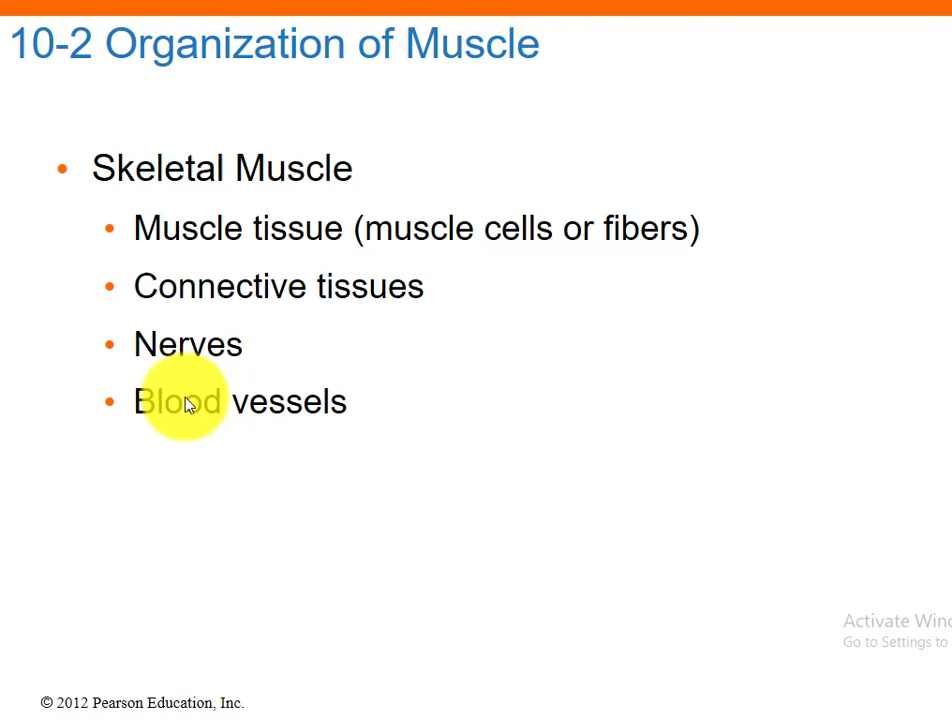 10-2 Organization of Muscle
• Skeletal Muscle
• Muscle tissue (muscle cells or fibers)
• Connective tissues
• Nerves
• Blood vessels
Activate Winc
Go to Settings to
© 2012 Pearson Education, Inc.